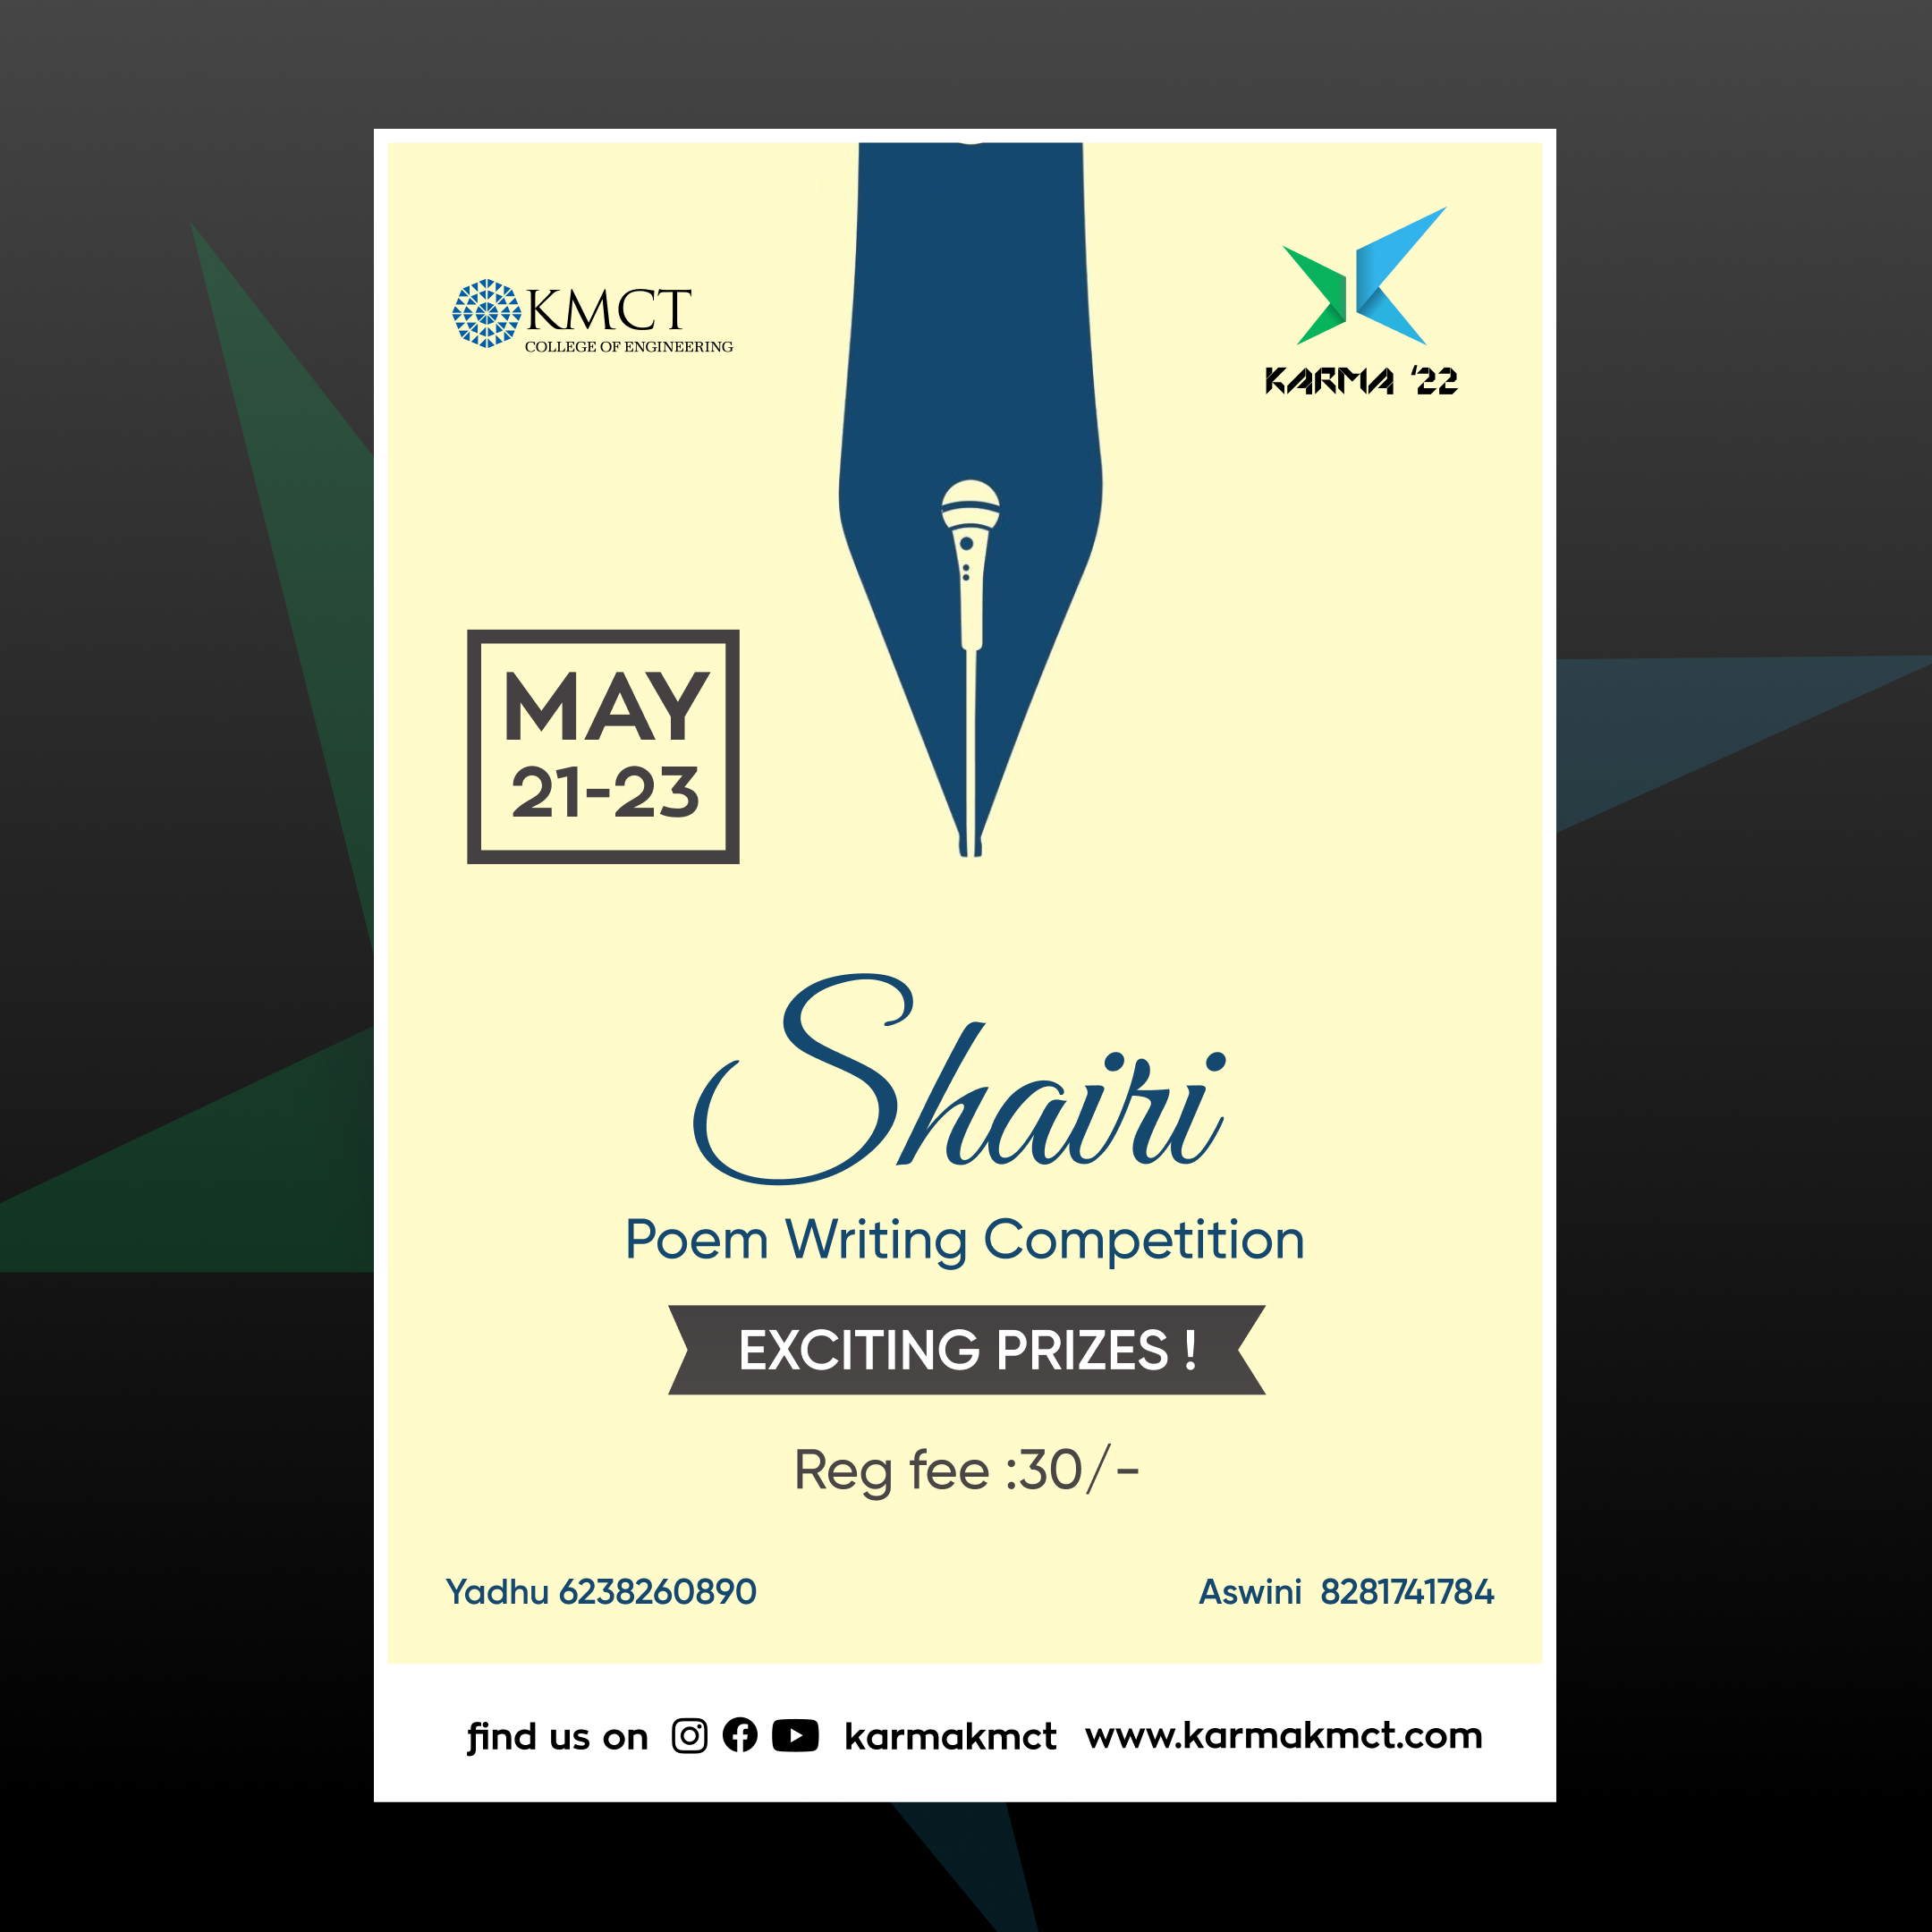 KMCT
COLLEGE OF ENGINEERING
KARMA '22
MAY
21-23
Shairi
Poem Writing Competition
EXCITING PRIZES !
Reg fee :30/-
Yadhu 6238260890
Aswini 8281741784
find us on karmakmct www.karmakmct.com